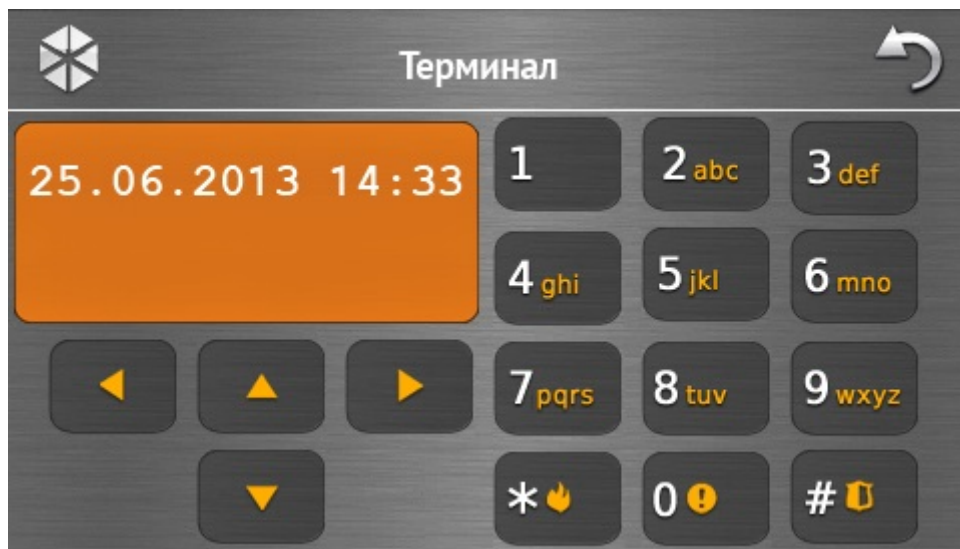 Терминал
25.06.2013 14:33
1 2 abc 3 def
4 ghi 5 jkl 6 mno
7 pqrs 8 tuv 9 wxyz
* 0 #